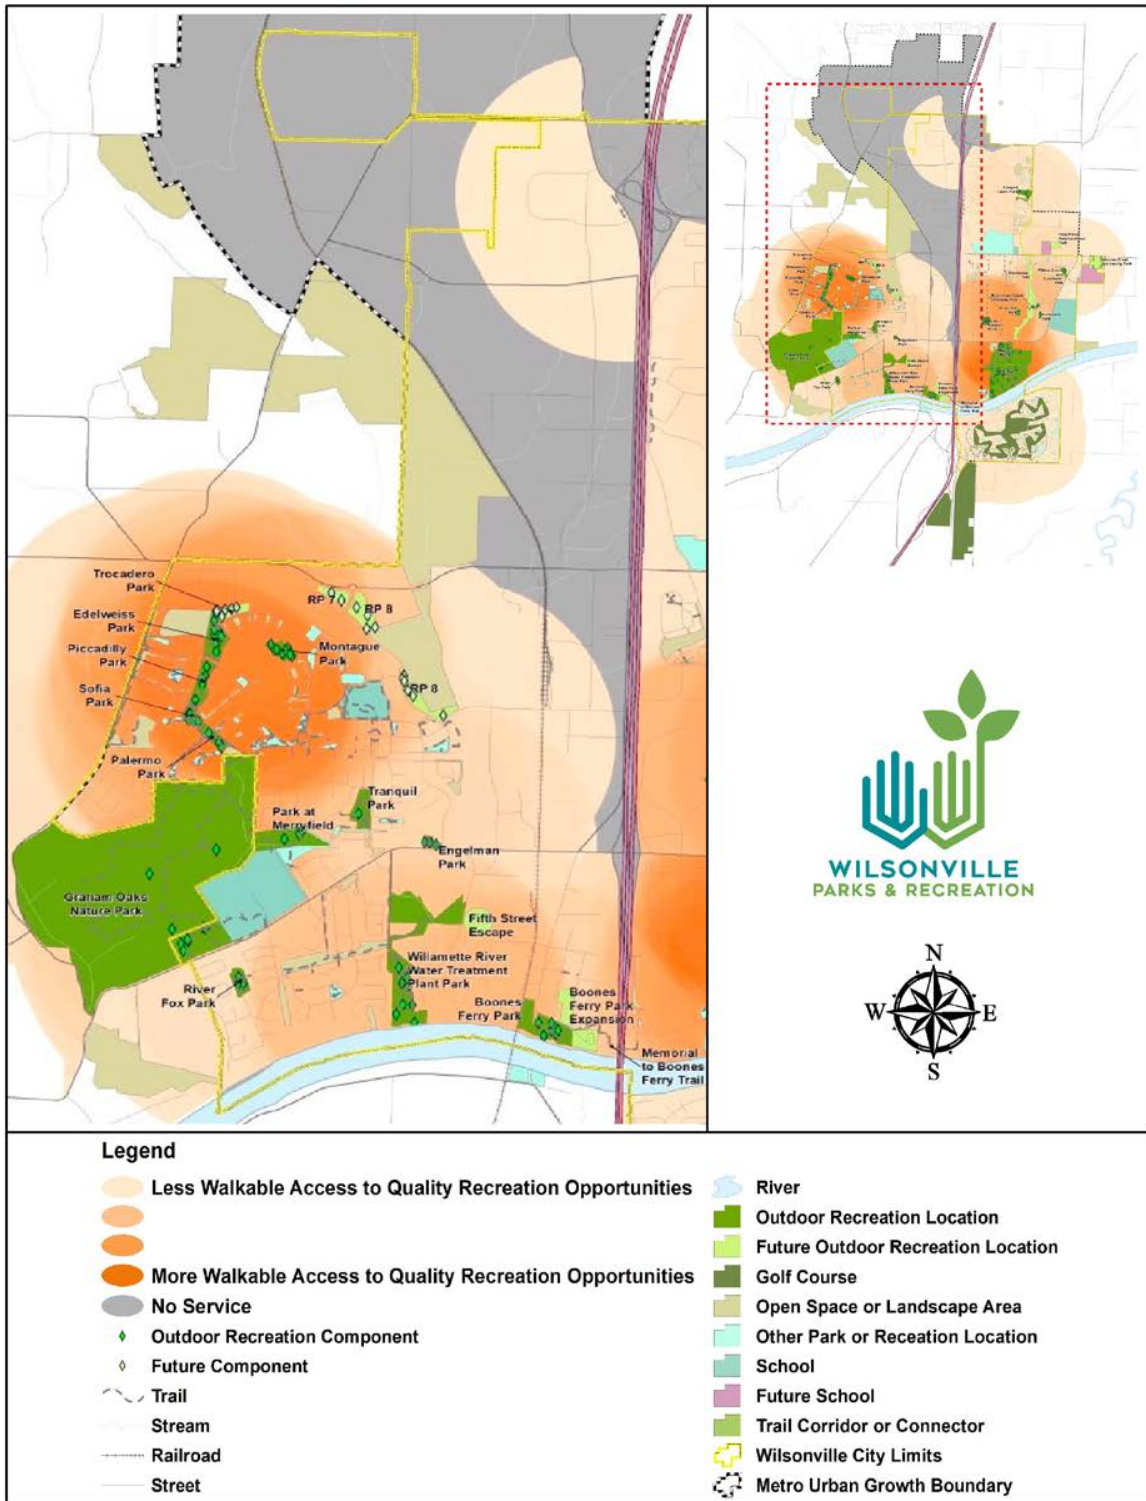 Trocadero
Park
Edelweiss
Park
Piccadilly
Park
Sofia
Park
Palermo
Park
RP 7
RP 8
Montague
Park
RP 8
Tranquil
Park
Park at
Merryfield
Engelman
Park
Graham Oaks
Nature Park
Fifth Street
Escape
Willamette River
Water Treatment
Plant Park
River
Fox Park
Boones
Ferry Park
Boones
Ferry Park
Expansion
Memorial
to Boones
Ferry Trail
WILSONVILLE
PARKS & RECREATION
N
W
E
S
Legend
Less Walkable Access to Quality Recreation Opportunities
More Walkable Access to Quality Recreation Opportunities
No Service
Outdoor Recreation Component
Future Component
Trail
Stream
Railroad
Street
River
Outdoor Recreation Location
Future Outdoor Recreation Location
Golf Course
Open Space or Landscape Area
Other Park or Receation Location
School
Future School
Trail Corridor or Connector
Wilsonville City Limits
Metro Urban Growth Boundary